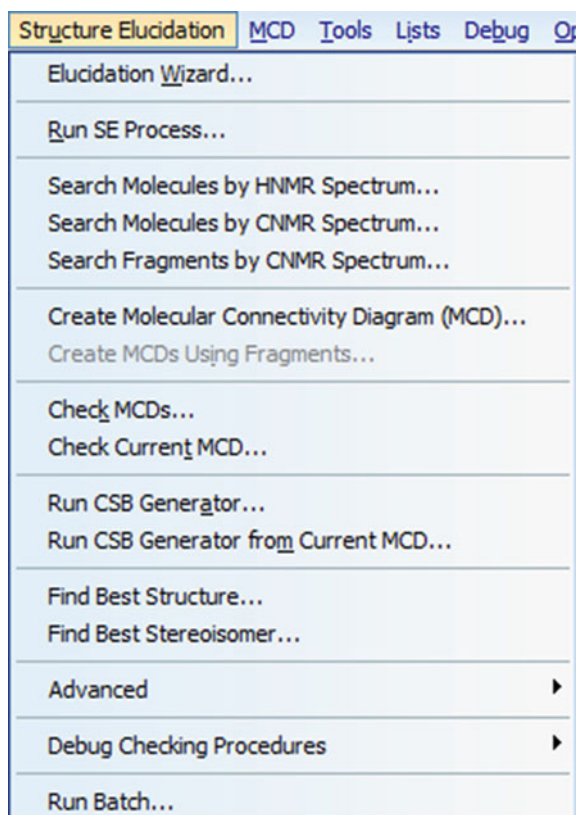 Structure Elucidation MCD Tools Lists Debug Op
Elucidation Wizard...
Run SE Process...
Search Molecules by HNMR Spectrum...
Search Molecules by CNMR Spectrum...
Search Fragments by CNMR Spectrum...
Create Molecular Connectivity Diagram (MCD)...
Create MCDs Using Fragments...
Check MCDs...
Check Current MCD...
Run CSB Generator...
Run CSB Generator from Current MCD...
Find Best Structure...
Find Best Stereoisomer...
Advanced
Debug Checking Procedures
Run Batch...